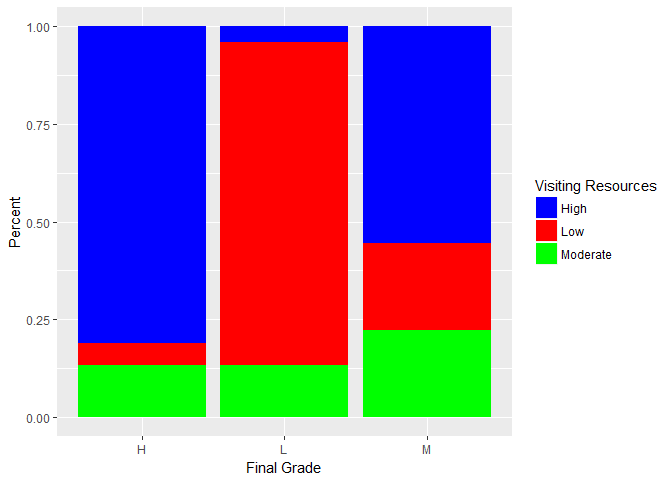 1.00
0.75
0.50
0.25
0.00
Percent
H L M
Final Grade
Visiting Resources
High
Low
Moderate